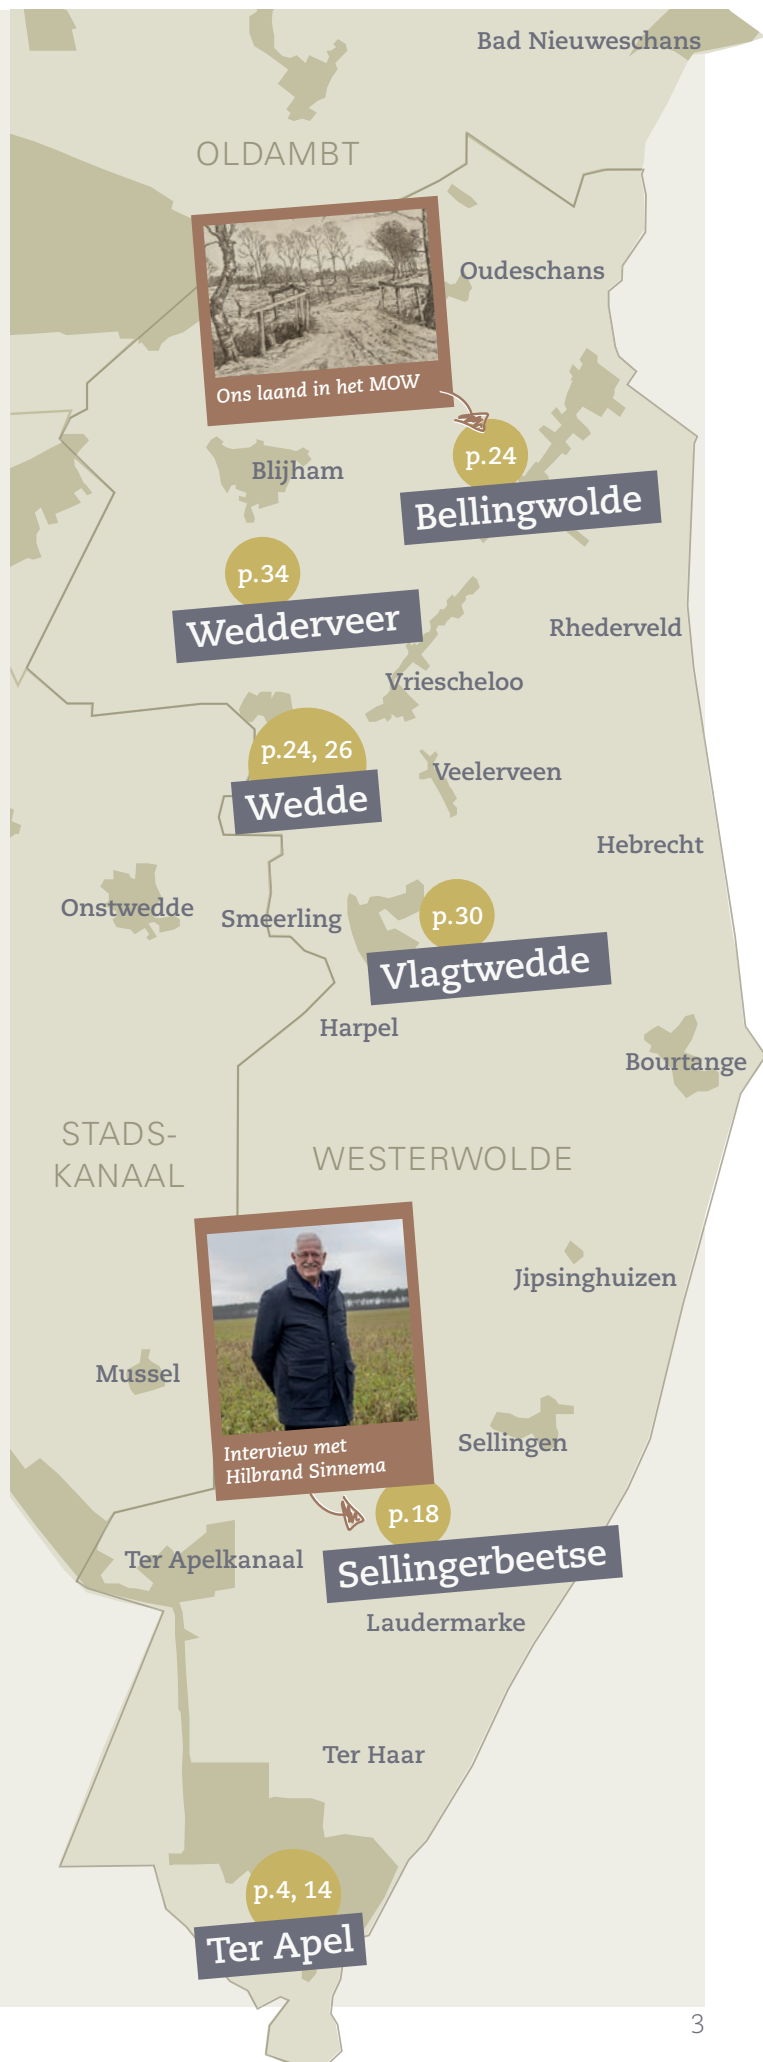 Bad Nieuweschans
OLDAMBT
Oudeschans
Ons laand in het MOW
p.24
Bellingwolde
Blijham
p.34
Wedderveer
Rhederveld
Vriescheloo
p.24, 26
Wedde
Veelerveen
Hebrecht
Onstwedde
Smeerling
p.30
Vlagtwedde
Harpel
Bourtange
STADS-
KANAAL
WESTERWOLDE
Jipsinghuizen
Mussel
Interview met
Hilbrand Sinnema
Sellingen
p.18
Sellingerbeetse
Ter Apelkanaal
Laudermarke
Ter Haar
p.4, 14
Ter Apel
3